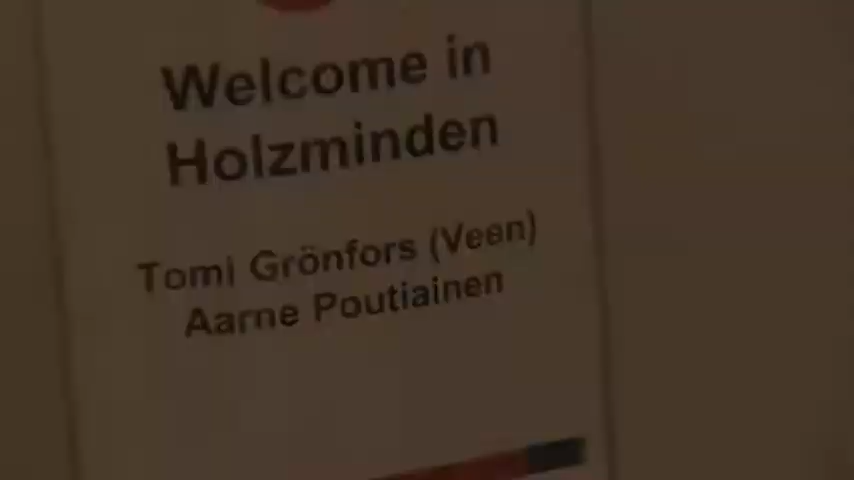 Welcome in
Holzminden
Tomi Grönfors (Veen)
Aarne Poutiainen